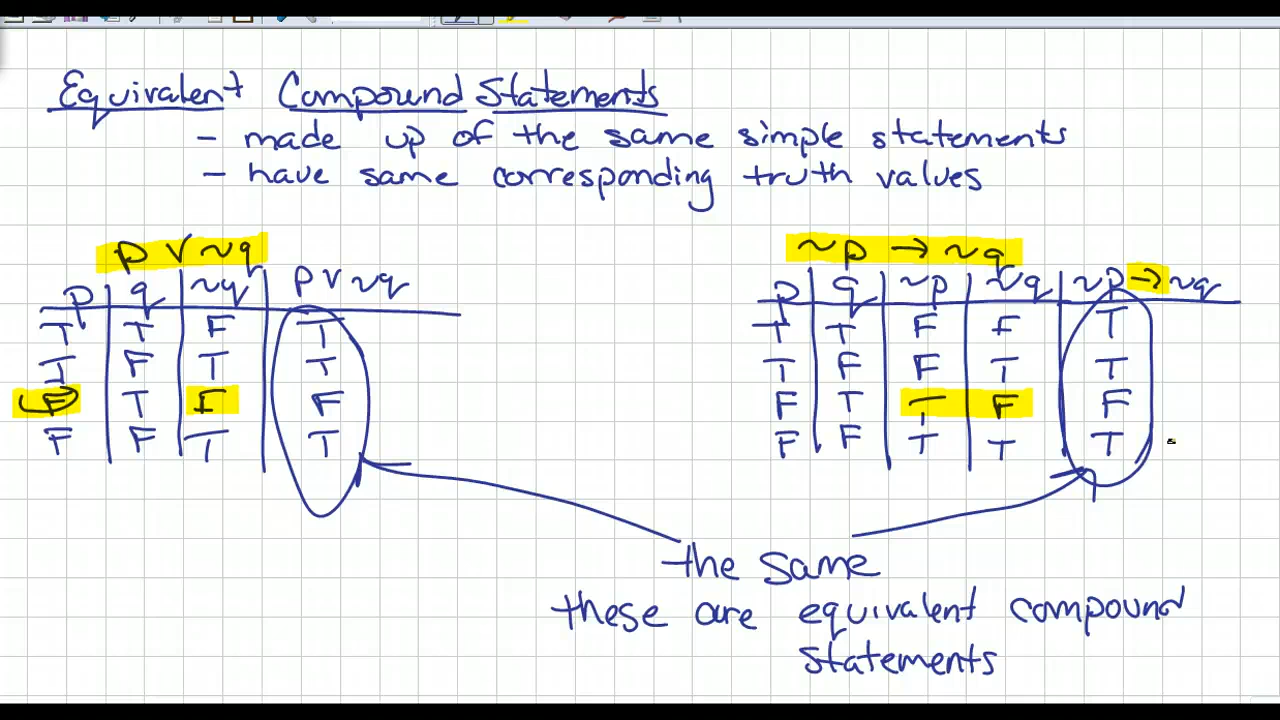 Equivalent Compound Statements
- made up of the same simple statements
- have same corresponding truth values
p ∨ ~q
p q ~q p ∨ ~q
T T F T
T F T T
F T F F
F F T T
~p → ~q
p q ~p ~q ~p → ~q
T T F F T
T F F T T
F T T F F
F F T T T
the same
these are equivalent compound
statements